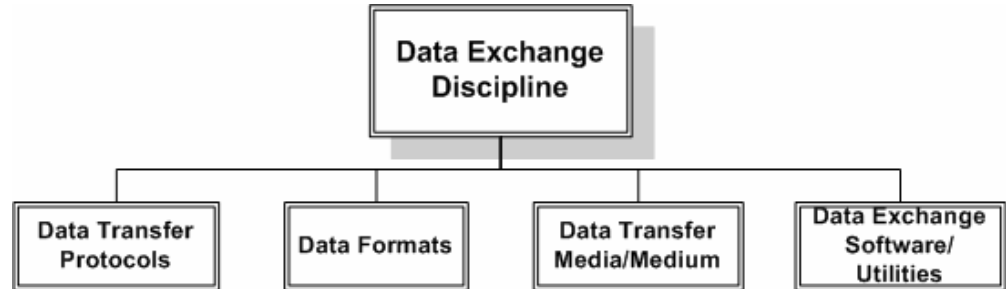 Data Exchange
Discipline
Data Transfer
Protocols
Data Formats
Data Transfer
Media/Medium
Data Exchange
Software/
Utilities